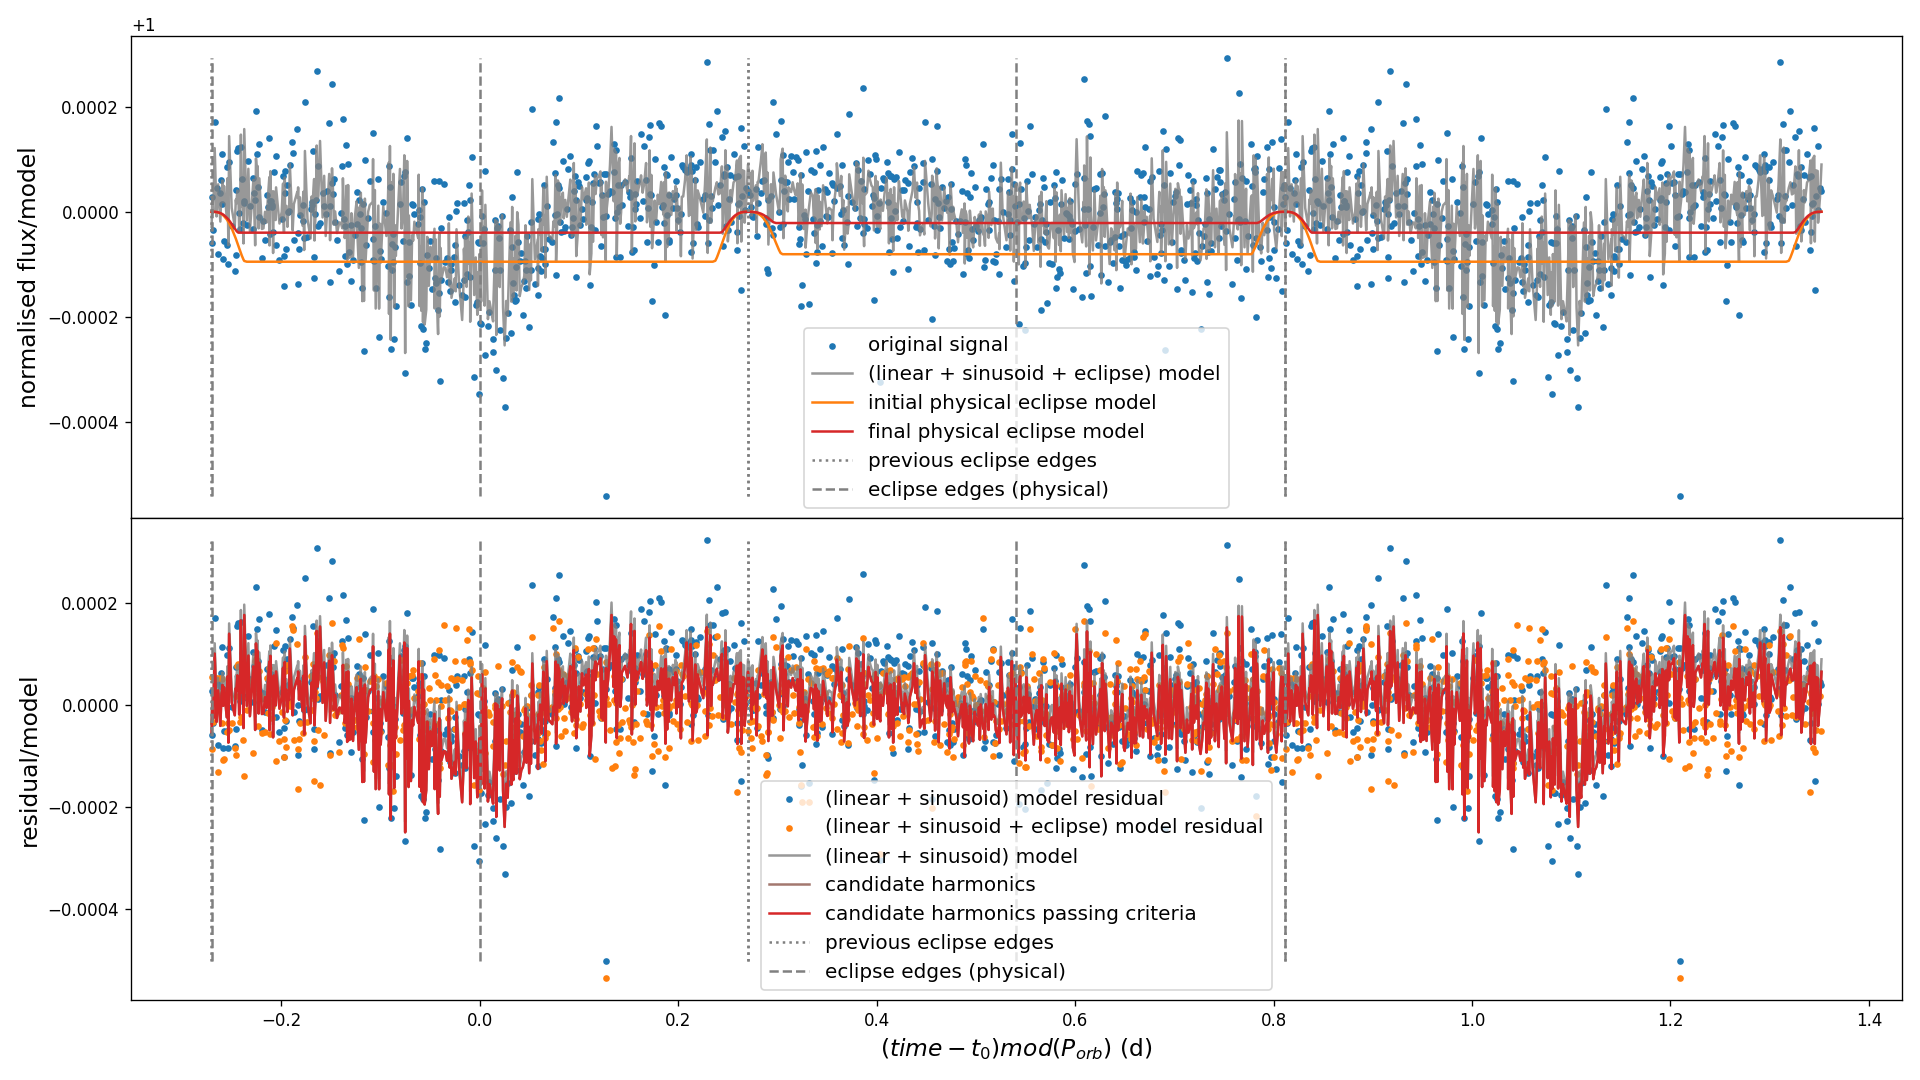 +1
normalised flux/model
0.0002
0.0000
−0.0002
−0.0004
original signal
(linear + sinusoid + eclipse) model
initial physical eclipse model
final physical eclipse model
previous eclipse edges
eclipse edges (physical)
residual/model
0.0002
0.0000
−0.0002
−0.0004
(linear + sinusoid) model residual
(linear + sinusoid + eclipse) model residual
(linear + sinusoid) model
candidate harmonics
candidate harmonics passing criteria
previous eclipse edges
eclipse edges (physical)
−0.2 0.0 0.2 0.4 0.6 0.8 1.0 1.2 1.4
(time − t₀)mod(P_orb) (d)